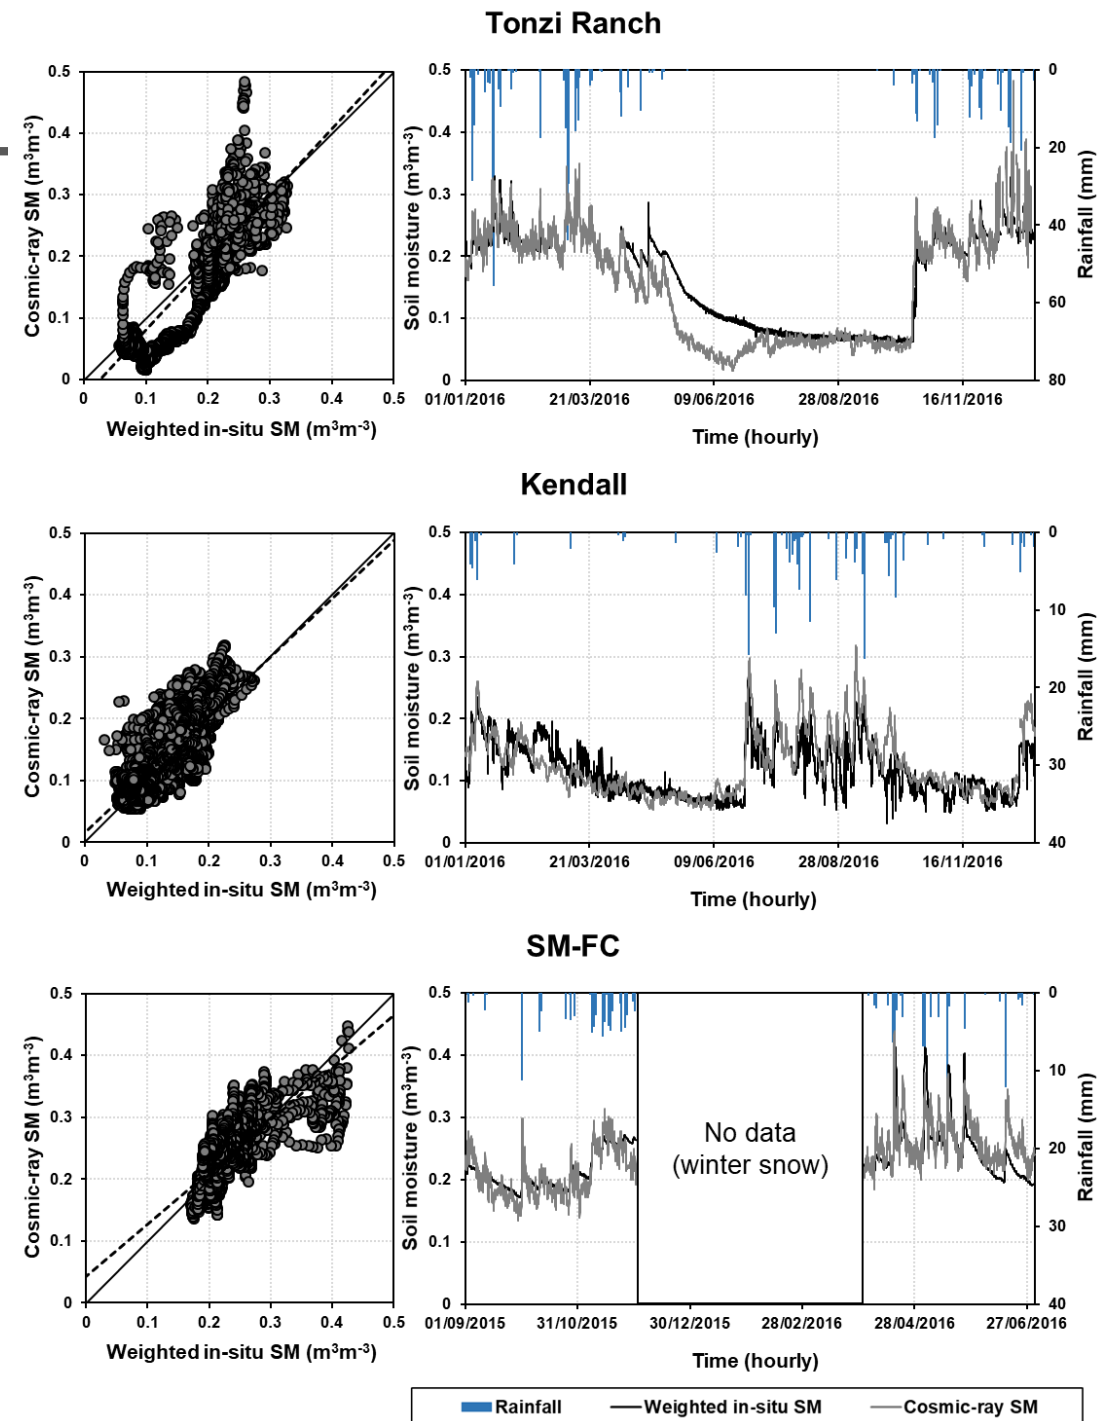 Tonzi Ranch
0.5
0.4
0.3
0.2
0.1
0
Cosmic-ray SM (m³m⁻³)
0 0.1 0.2 0.3 0.4 0.5
Weighted in-situ SM (m³m⁻³)
0.5
0.4
0.3
0.2
0.1
0
Soil moisture (m³m⁻³)
0
20
40
60
80
Rainfall (mm)
01/01/2016 21/03/2016 09/06/2016 28/08/2016 16/11/2016
Time (hourly)
Kendall
0.5
0.4
0.3
0.2
0.1
0
Cosmic-ray SM (m³m⁻³)
0 0.1 0.2 0.3 0.4 0.5
Weighted in-situ SM (m³m⁻³)
0.5
0.4
0.3
0.2
0.1
0
Soil moisture (m³m⁻³)
0
10
20
30
40
Rainfall (mm)
01/01/2016 21/03/2016 09/06/2016 28/08/2016 16/11/2016
Time (hourly)
SM-FC
0.5
0.4
0.3
0.2
0.1
0
Cosmic-ray SM (m³m⁻³)
0 0.1 0.2 0.3 0.4 0.5
Weighted in-situ SM (m³m⁻³)
0.5
0.4
0.3
0.2
0.1
0
Soil moisture (m³m⁻³)
No data
(winter snow)
0
10
20
30
40
Rainfall (mm)
01/09/2015 31/10/2015 30/12/2015 28/02/2016 28/04/2016 27/06/2016
Time (hourly)
Rainfall Weighted in-situ SM Cosmic-ray SM